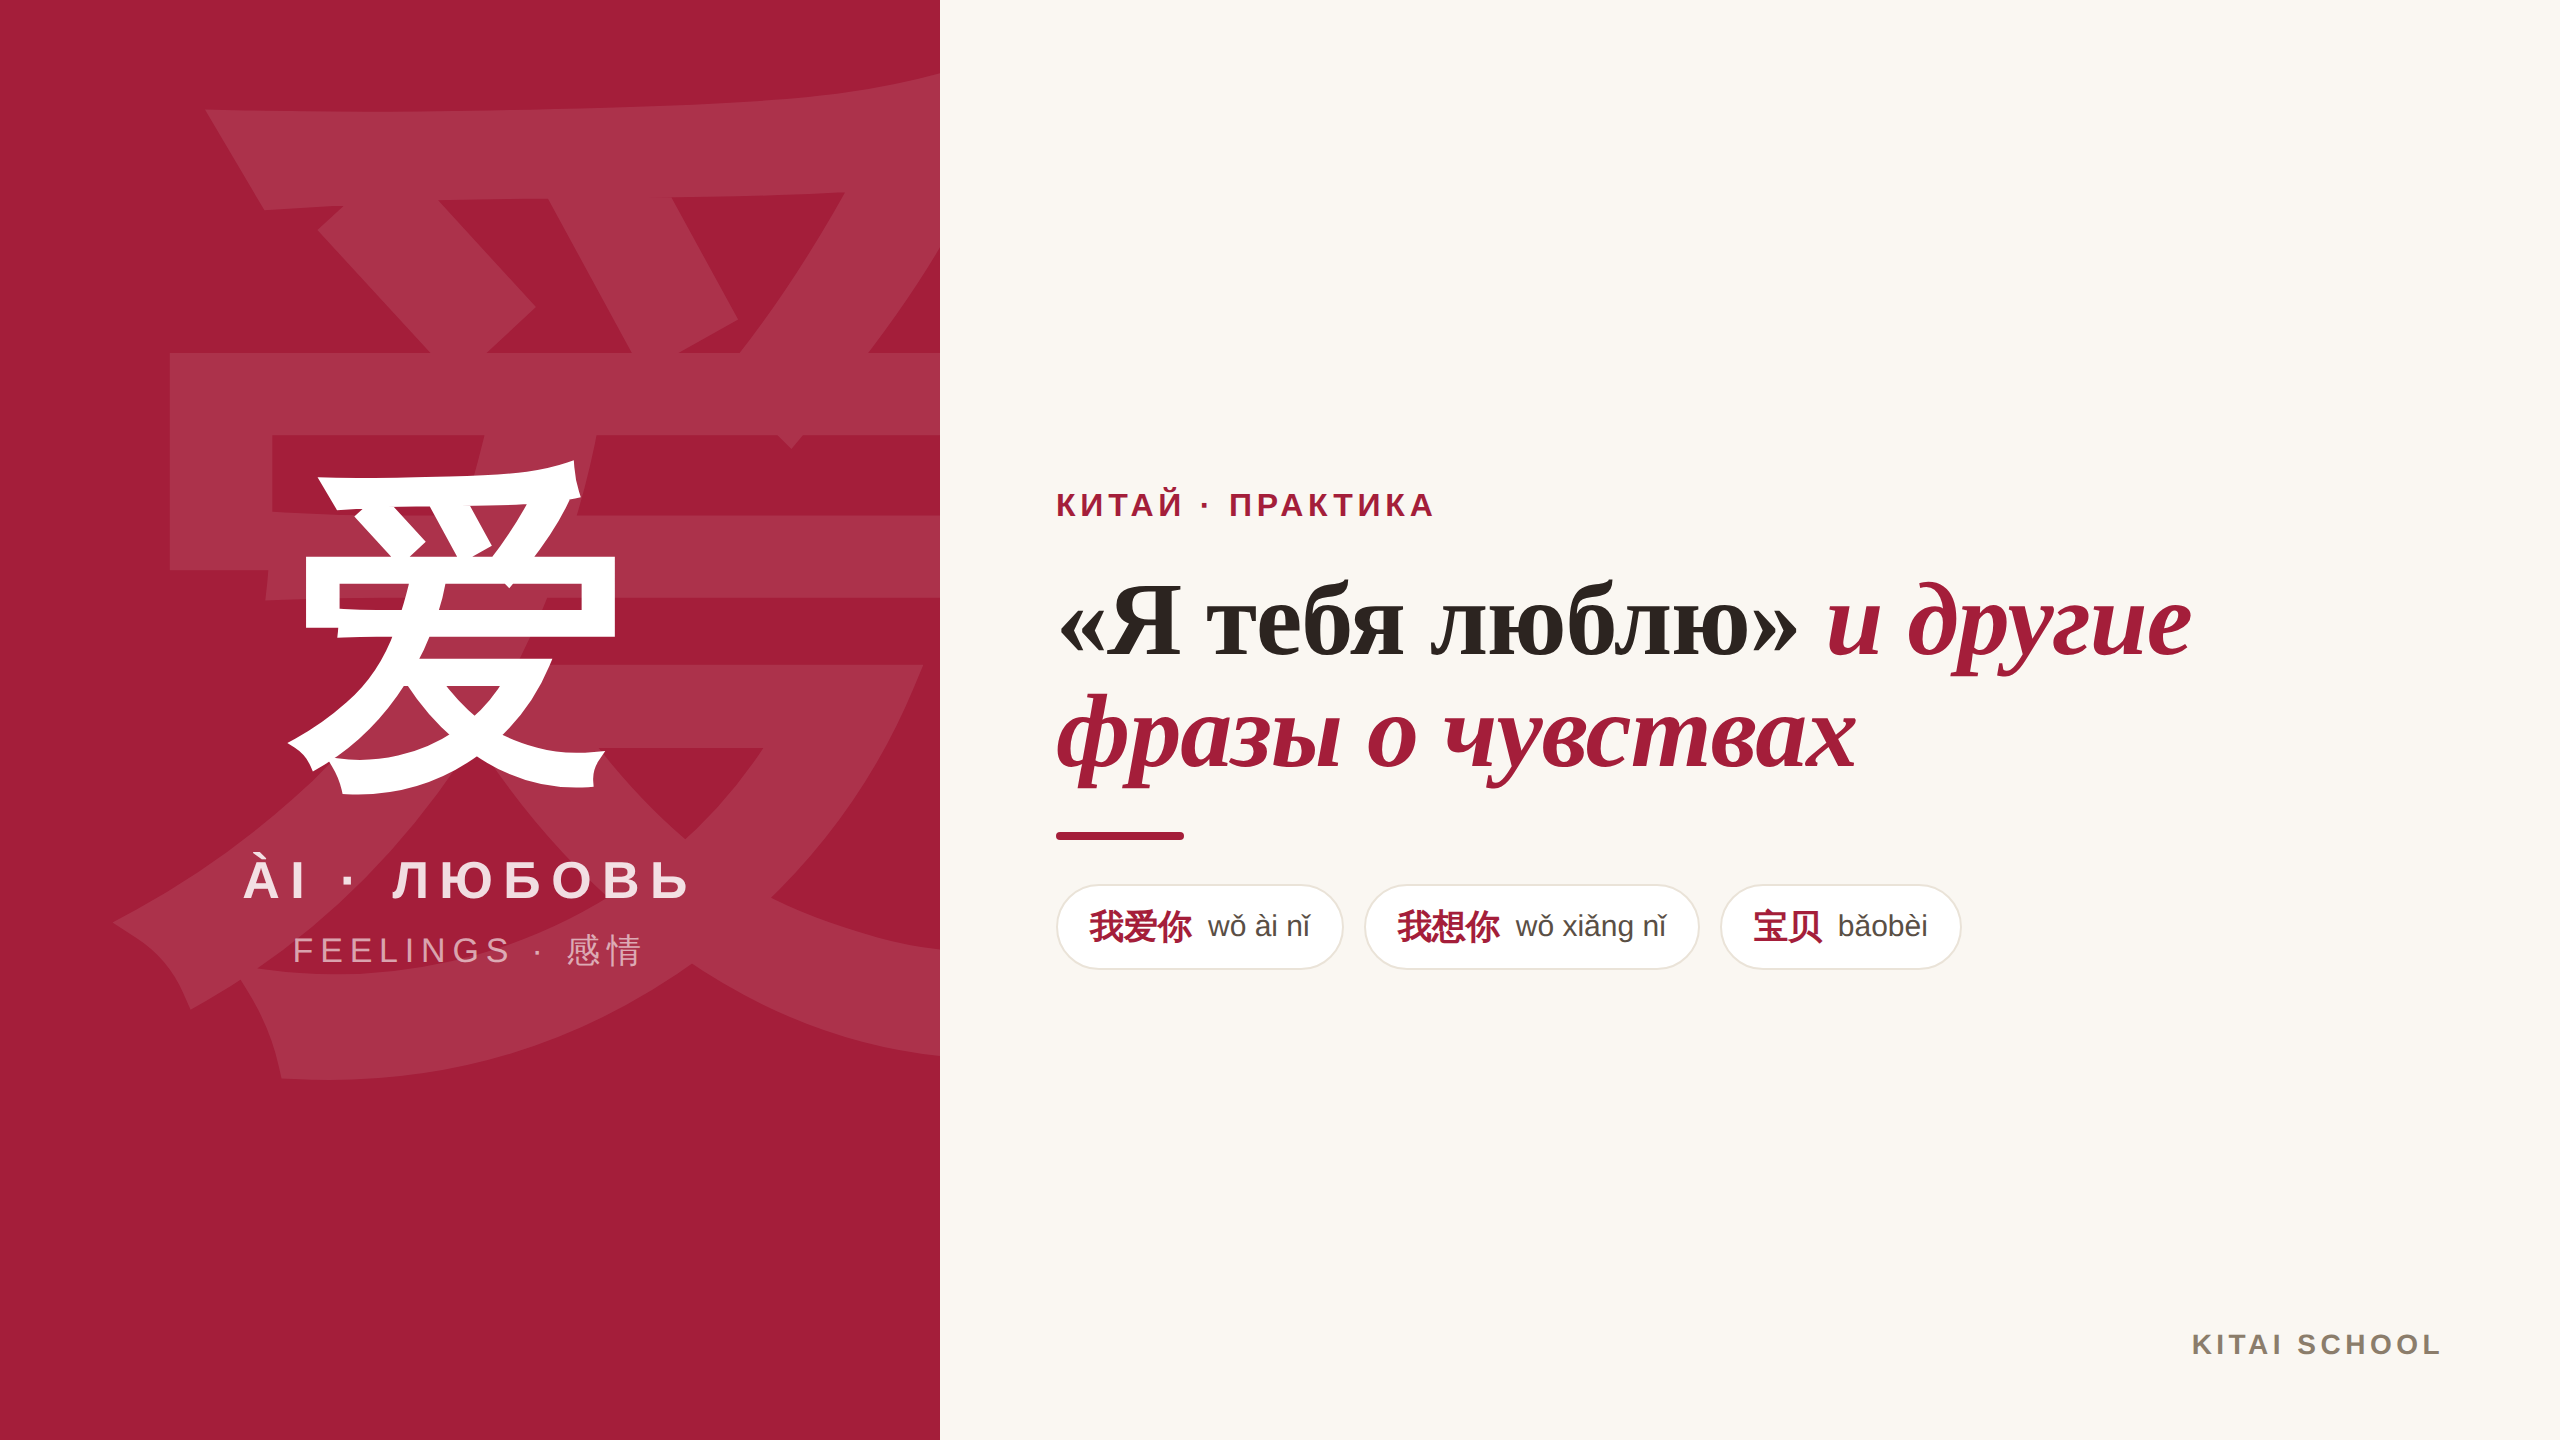 爱
ÀI · ЛЮБОВЬ
FEELINGS · 感情
КИТАЙ · ПРАКТИКА
«Я тебя люблю» и другие
фразы о чувствах
我爱你 wǒ ài nǐ
我想你 wǒ xiǎng nǐ
宝贝 bǎobèi
KITAI SCHOOL